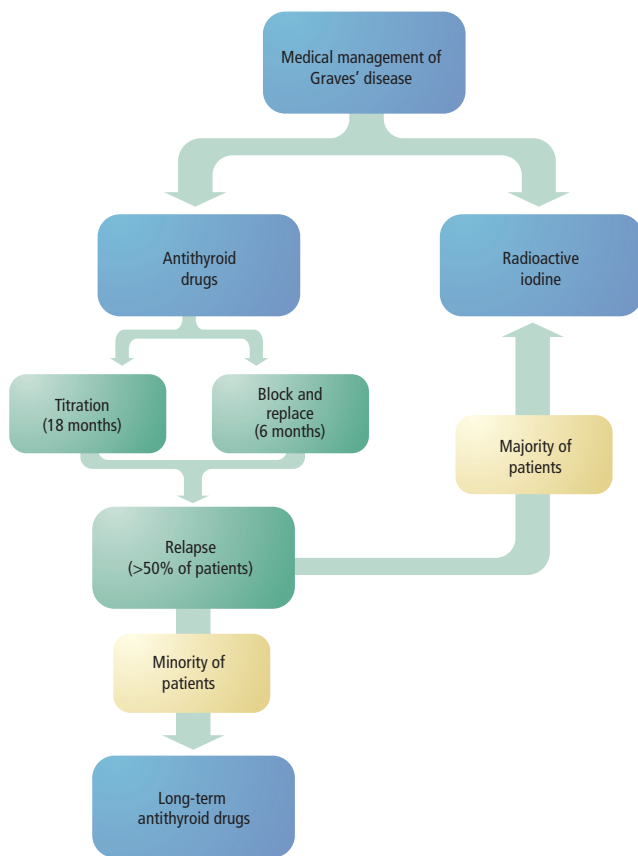 Medical management of
Graves’ disease
Antithyroid
drugs
Radioactive
iodine
Titration
(18 months)
Block and
replace
(6 months)
Majority of
patients
Relapse
(>50% of patients)
Minority of
patients
Long-term
antithyroid drugs